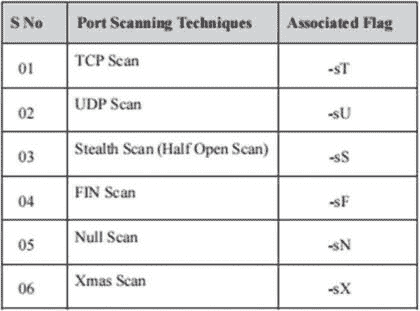 S No Port Scanning Techniques Associated Flag
01 TCP Scan -sT
02 UDP Scan -sU
03 Stealth Scan (Half Open Scan) -sS
04 FIN Scan -sF
05 Null Scan -sN
06 Xmas Scan -sX